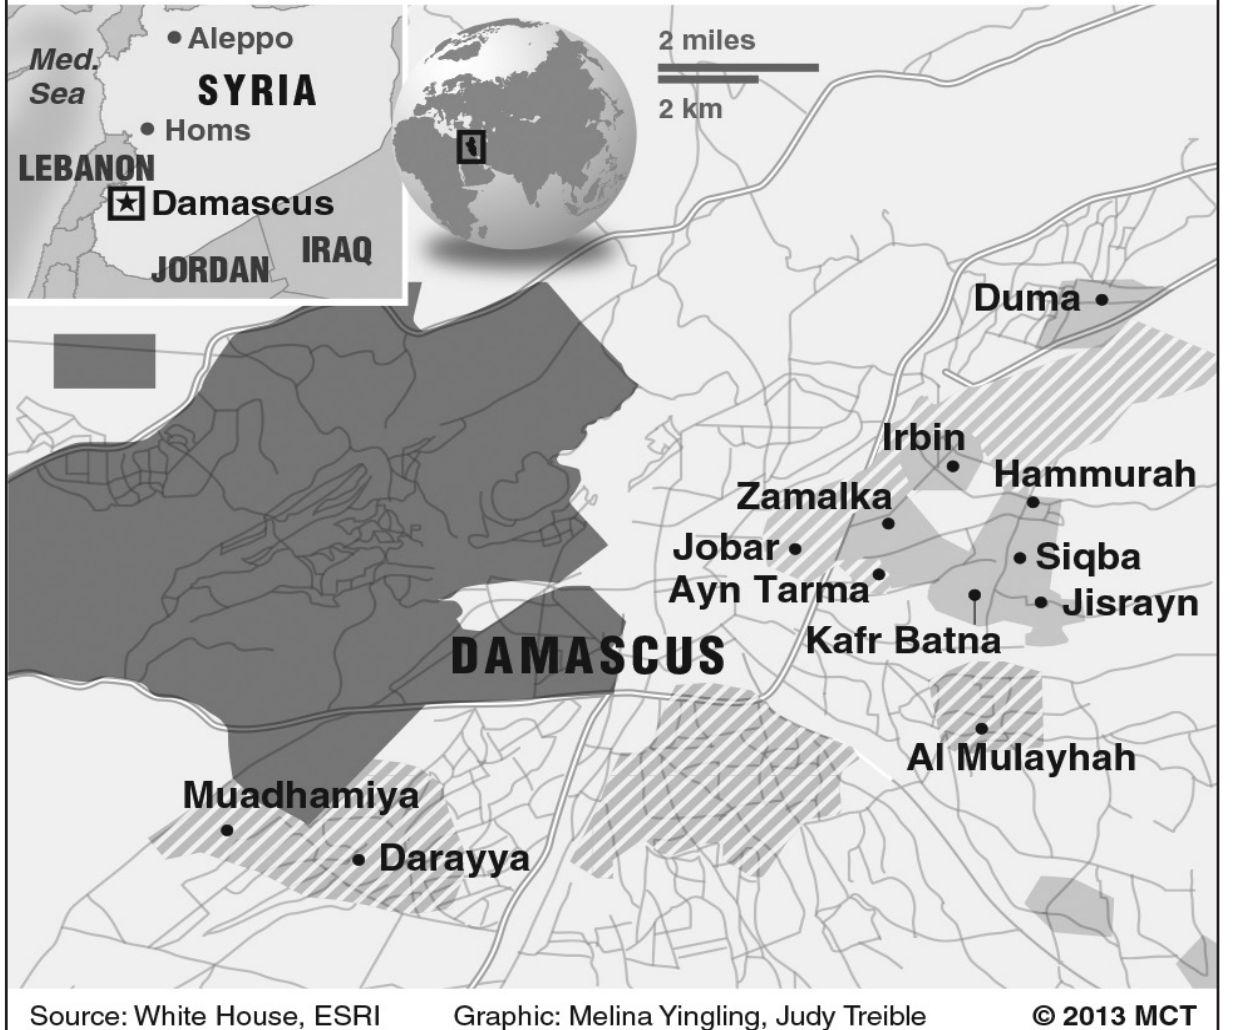 Med.
Sea
Aleppo
SYRIA
Homs
LEBANON
Damascus
JORDAN
IRAQ
2 miles
2 km
Duma
Irbin
Hammurah
Zamalka
Jobar
Siqba
Ayn Tarma
Jisrayn
Kafr Batna
DAMASCUS
Al Mulayhah
Muadhamiya
Darayya
Source: White House, ESRI
Graphic: Melina Yingling, Judy Treible
© 2013 MCT